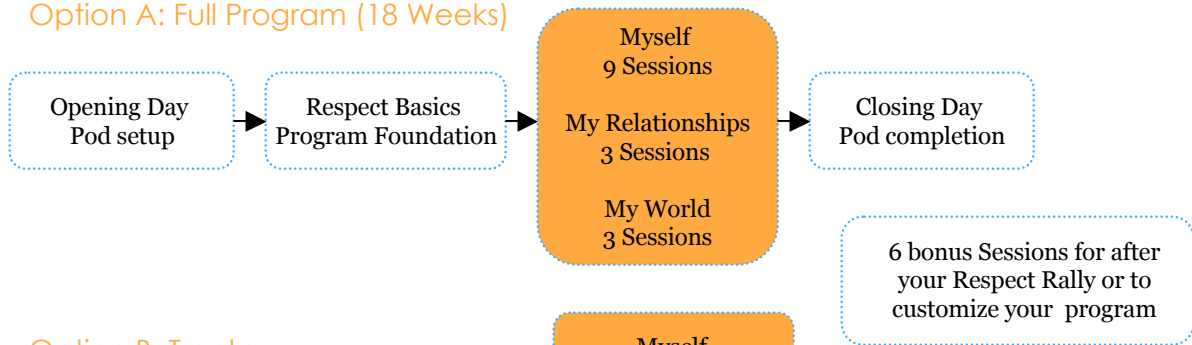 Option A: Full Program (18 Weeks)
Opening Day
Pod setup
Respect Basics
Program Foundation
Myself
9 Sessions
My Relationships
3 Sessions
My World
3 Sessions
Closing Day
Pod completion
6 bonus Sessions for after
your Respect Rally or to
customize your program
Myself